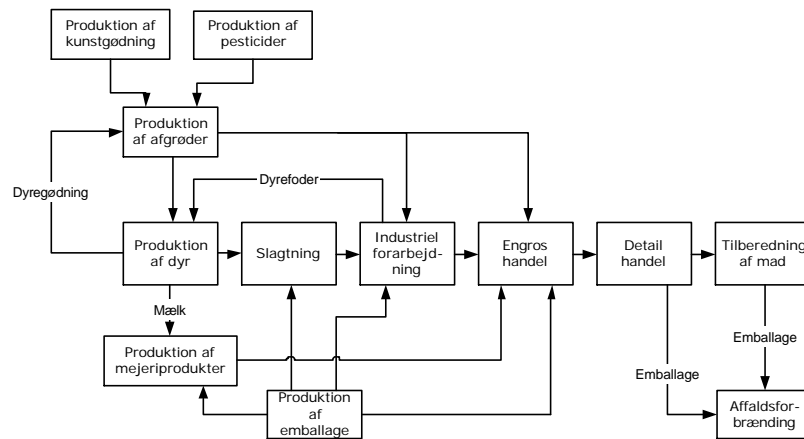 Produktion af
kunstgødning
Produktion af
pesticider
Produktion
af afgrøder
Dyregødning
Dyrefoder
Produktion
af dyr
Slagtning
Industriel
forarbejd-
ning
Engros
handel
Detail
handel
Tilberedning
af mad
Mælk
Emballage
Produktion af
mejeriprodukter
Emballage
Produktion
af
emballage
Affaldsfor-
brænding